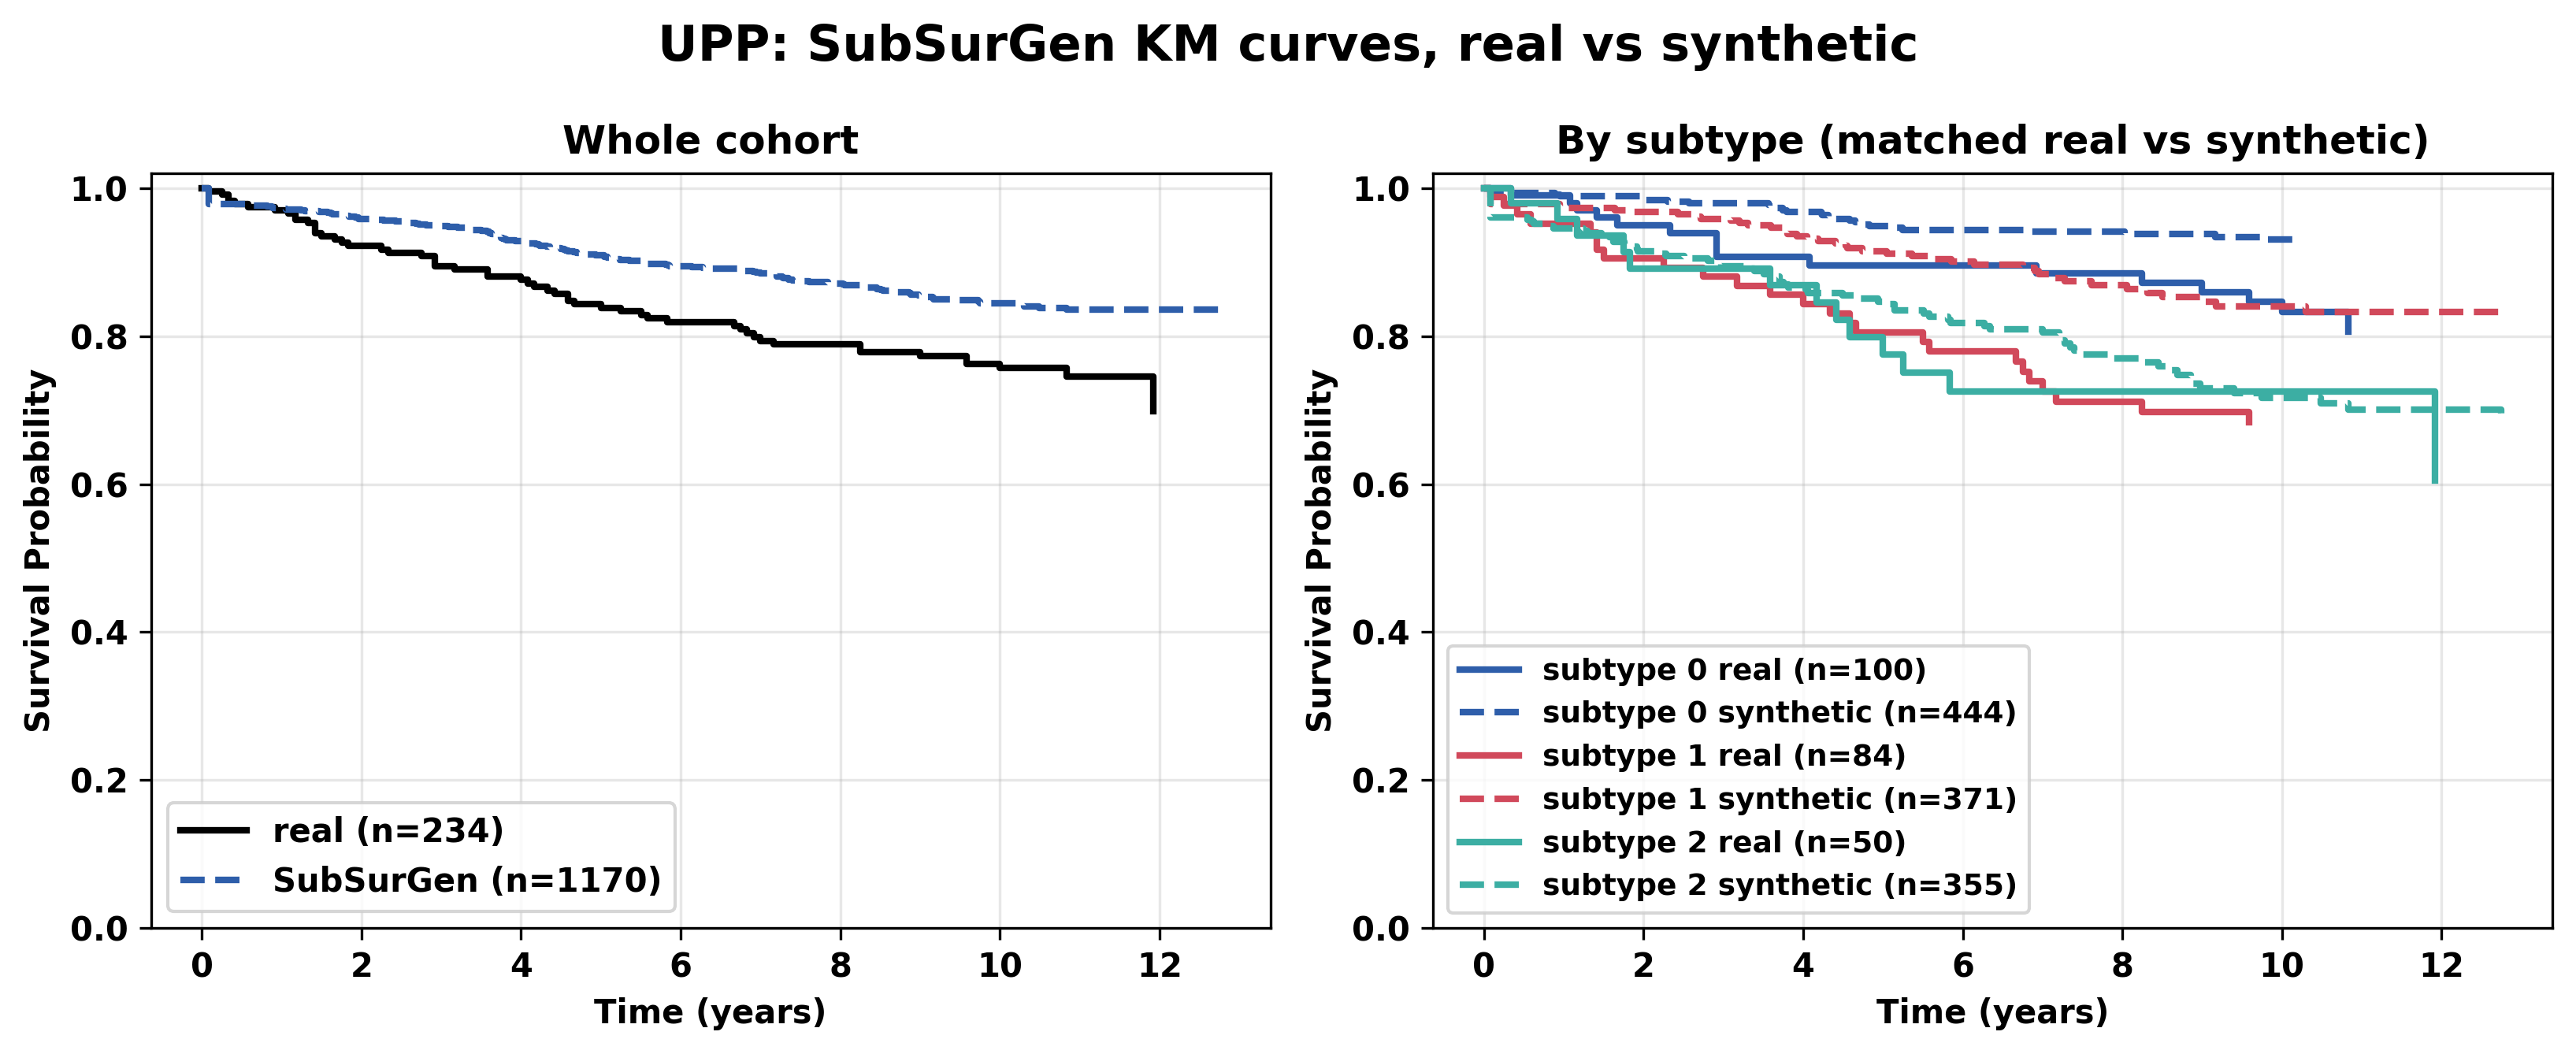 UPP: SubSurGen KM curves, real vs synthetic
Whole cohort
Survival Probability
1.0
0.8
0.6
0.4
0.2
0.0
real (n=234)
SubSurGen (n=1170)
0 2 4 6 8 10 12
Time (years)
By subtype (matched real vs synthetic)
Survival Probability
1.0
0.8
0.6
0.4
0.2
0.0
subtype 0 real (n=100)
subtype 0 synthetic (n=444)
subtype 1 real (n=84)
subtype 1 synthetic (n=371)
subtype 2 real (n=50)
subtype 2 synthetic (n=355)
0 2 4 6 8 10 12
Time (years)